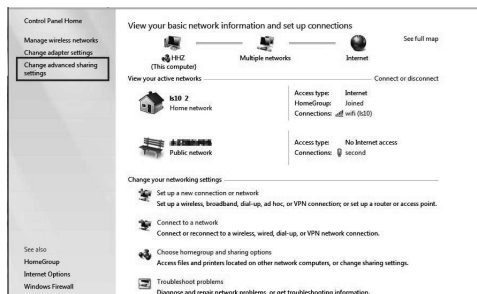 Control Panel Home
Manage wireless networks
Change adapter settings
Change advanced sharing
settings
View your basic network information and set up connections
See full map
HHZ
(This computer)
Multiple networks
Internet
View your active networks
Connect or disconnect
ls10 2
Home network
Access type: Internet
HomeGroup: Joined
Connections: wifi (ls10)
Public network
Access type: No Internet access
Connections: second
Change your networking settings
Set up a new connection or network
Set up a wireless, broadband, dial-up, ad hoc, or VPN connection; or set up a router or access point.
Connect to a network
Connect or reconnect to a wireless, wired, dial-up, or VPN network connection.
Choose homegroup and sharing options
Access files and printers located on other network computers, or change sharing settings.
Troubleshoot problems
Diagnose and repair network problems, or get troubleshooting information.
See also
HomeGroup
Internet Options
Windows Firewall